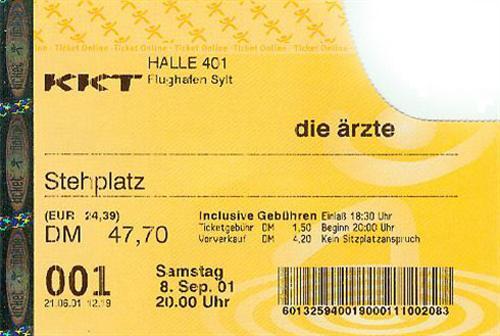 Ticket Online · Ticket Online · Ticket Online · Ticket Online
HALLE 401
KKT Flughafen Sylt
die ärzte
Stehplatz
(EUR 24,39) Inclusive Gebühren Einlaß 18:30 Uhr
DM 47,70 Ticketgebühr DM 1,50 Beginn 20:00 Uhr
Vorverkauf DM 4,20 Kein Sitzplatzanspruch
001 Samstag
8. Sep. 01
21.06.01 12.19 20.00 Uhr
601325940019000111002083